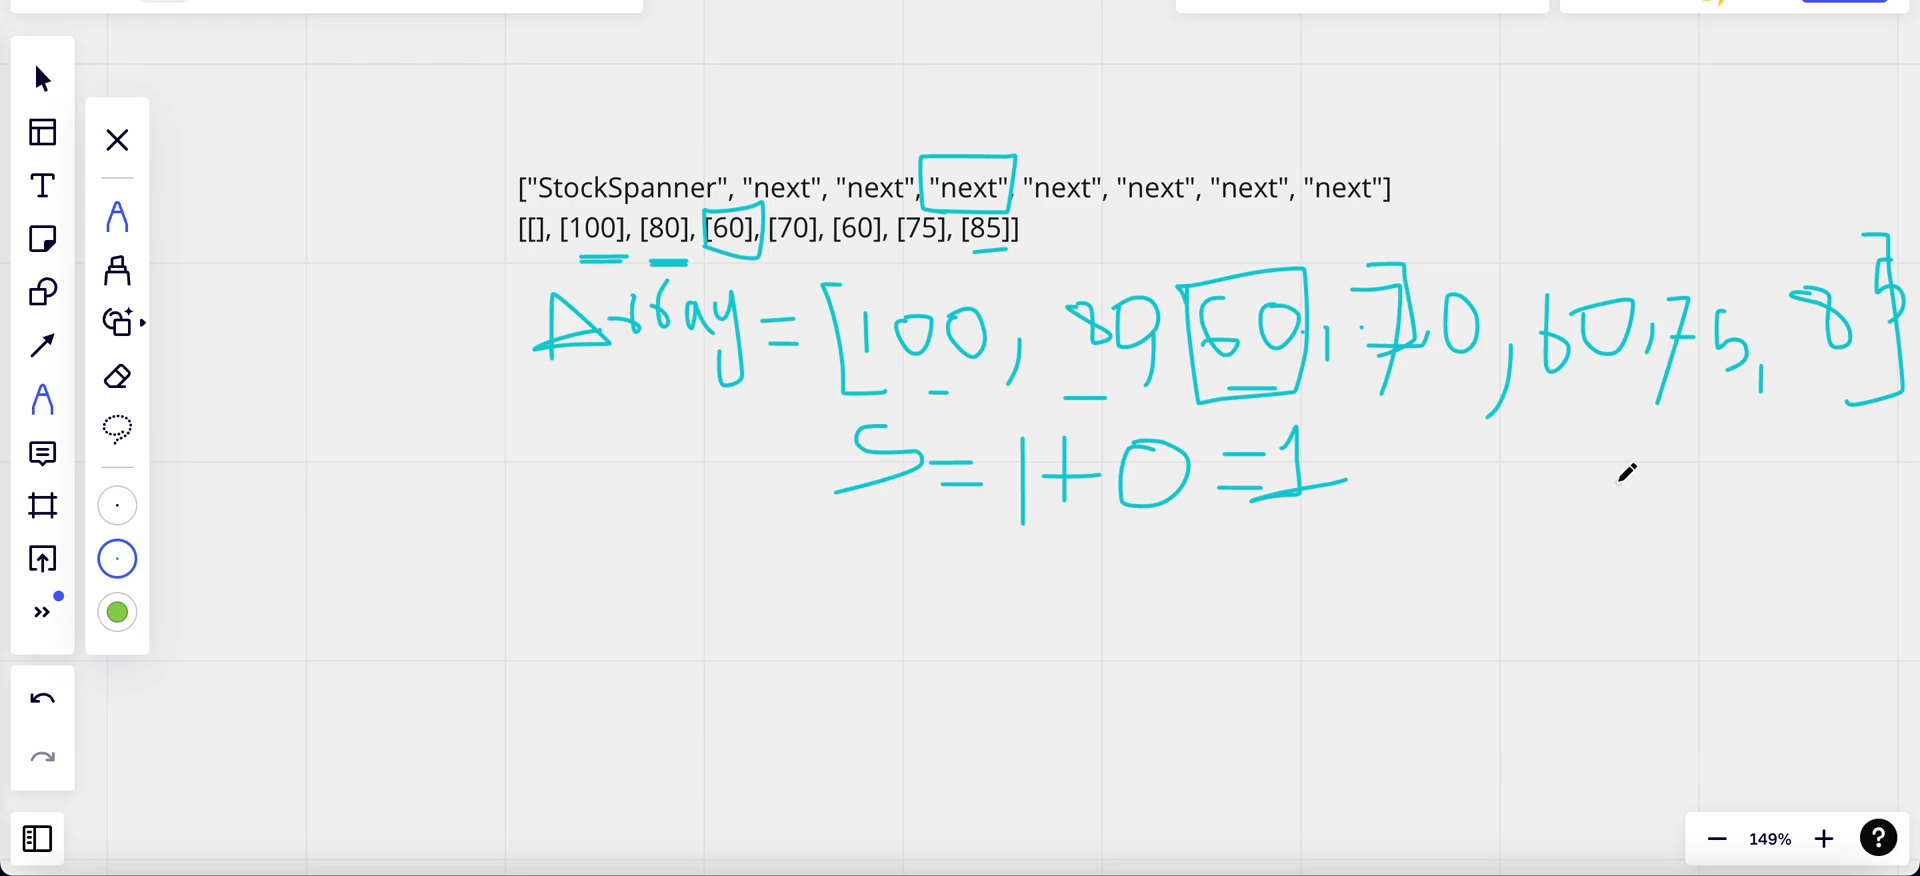 ["StockSpanner", "next", "next", "next", "next", "next", "next", "next"]
[[], [100], [80], [60], [70], [60], [75], [85]]
Array = [100, 80, 60, 70, 60, 75, 85]
S = 1 + 0 = 1
149%